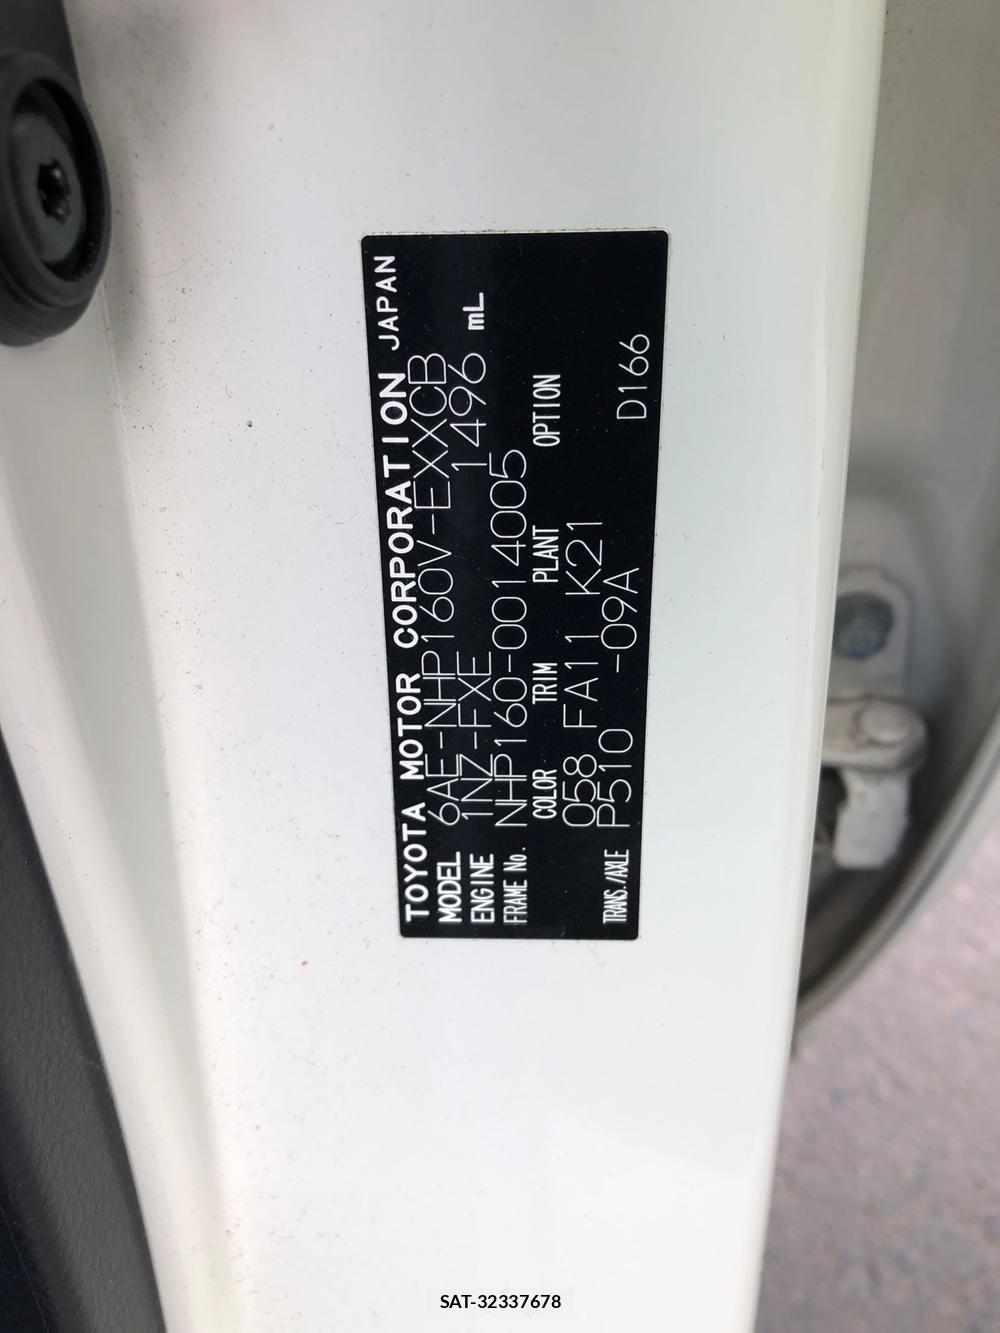 TOYOTA MOTOR CORPORATION JAPAN
MODEL 6AE-NHP160V-EXXCB
ENGINE 1NZ-FXE 1496 mL
FRAME No. NHP160-0014005
COLOR TRIM PLANT OPTION
058 FA11 K21
TRANS./AXLE P510 -09A D166
SAT-32337678